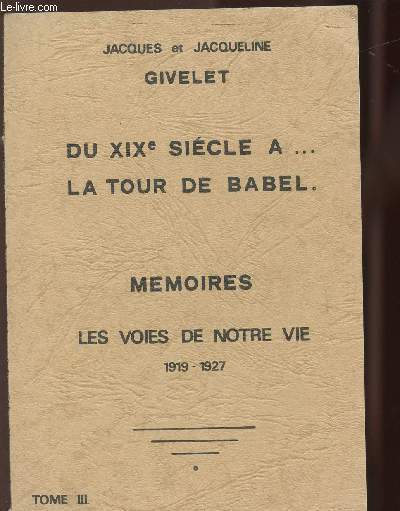 Le-livre.com
JACQUES et JACQUELINE
GIVELET
DU XIXe SIÉCLE A ...
LA TOUR DE BABEL.
MEMOIRES
LES VOIES DE NOTRE VIE
1919 - 1927
TOME III